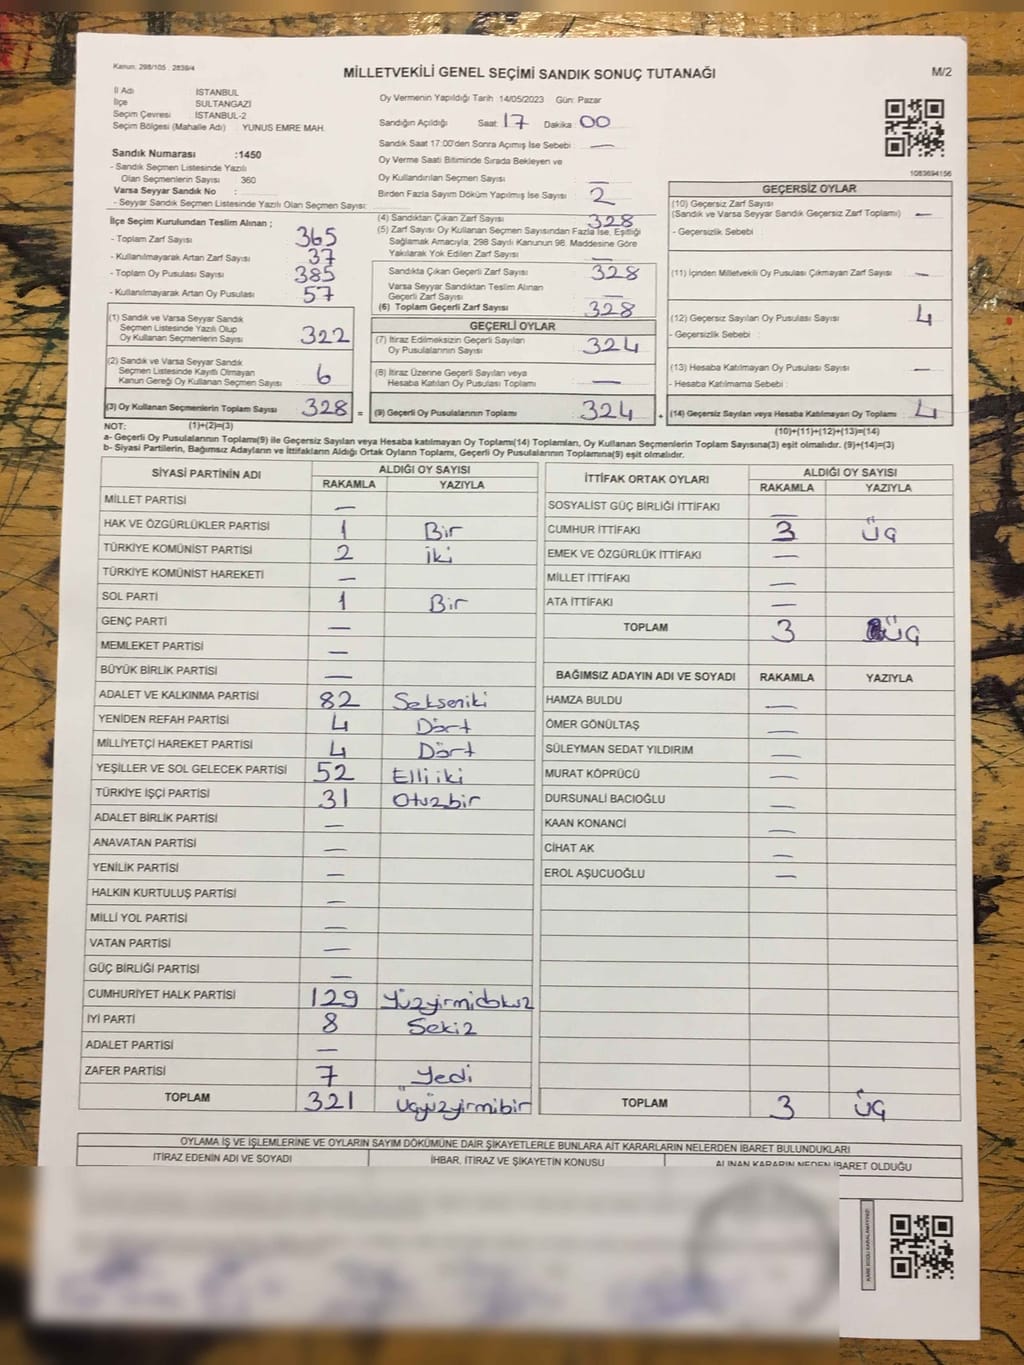 Kanun: 298/105 , 2839/4
MİLLETVEKİLİ GENEL SEÇİMİ SANDIK SONUÇ TUTANAĞI
M/2
İl Adı : İSTANBUL
İlçe : SULTANGAZİ
Seçim Çevresi : İSTANBUL-2
Seçim Bölgesi (Mahalle Adı) : YUNUS EMRE MAH.
Sandık Numarası :1450
- Sandık Seçmen Listesinde Yazılı
Olan Seçmenlerin Sayısı : 360
Varsa Seyyar Sandık No :
- Seyyar Sandık Seçmen Listesinde Yazılı Olan Seçmen Sayısı:
Oy Vermenin Yapıldığı Tarih : 14/05/2023 Gün: Pazar
Sandığın Açıldığı Saat: 17 Dakika : 00
Sandık Saat 17:00'den Sonra Açımış İse Sebebi : —
Oy Verme Saati Bitiminde Sırada Bekleyen ve
Oy Kullandırılan Seçmen Sayısı : —
Birden Fazla Sayım Döküm Yapılmış İse Sayısı : 2
1083694156
İlçe Seçim Kurulundan Teslim Alınan ;
- Toplam Zarf Sayısı : 365
- Kullanılmayarak Artan Zarf Sayısı : 37
- Toplam Oy Pusulası Sayısı : 385
- Kullanılmayarak Artan Oy Pusulası : 57
(1) Sandık ve Varsa Seyyar Sandık
Seçmen Listesinde Yazılı Olup
Oy Kullanan Seçmenlerin Sayısı : 322
(2) Sandık ve Varsa Seyyar Sandık
Seçmen Listesinde Kayıtlı Olmayan
Kanun Gereği Oy Kullanan Seçmen Sayısı : 6
(3) Oy Kullanan Seçmenlerin Toplam Sayısı : 328 =
(1)+(2)=(3)
(4) Sandıktan Çıkan Zarf Sayısı : 328
(5) Zarf Sayısı Oy Kullanan Seçmen Sayısından Fazla İse, Eşitliği
Sağlamak Amacıyla, 298 Sayılı Kanunun 98. Maddesine Göre
Yakılarak Yok Edilen Zarf Sayısı : —
Sandıkta Çıkan Geçerli Zarf Sayısı : 328
Varsa Seyyar Sandıktan Teslim Alınan
Geçerli Zarf Sayısı : —
(6) Toplam Geçerli Zarf Sayısı : 328
GEÇERLİ OYLAR
(7) İtiraz Edilmeksizin Geçerli Sayılan
Oy Pusulalarının Sayısı : 324
(8) İtiraz Üzerine Geçerli Sayılan veya
Hesaba Katılan Oy Pusulası Toplamı : —
(9) Geçerli Oy Pusulalarının Toplamı : 324 +
GEÇERSİZ OYLAR
(10) Geçersiz Zarf Sayısı
(Sandık ve Varsa Seyyar Sandık Geçersiz Zarf Toplamı) : —
- Geçersizlik Sebebi :
(11) İçinden Milletvekili Oy Pusulası Çıkmayan Zarf Sayısı : —
(12) Geçersiz Sayılan Oy Pusulası Sayısı : 4
- Geçersizlik Sebebi :
(13) Hesaba Katılmayan Oy Pusulası Sayısı : —
- Hesaba Katılmama Sebebi :
(14) Geçersiz Sayılan veya Hesaba Katılmayan Oy Toplamı : 4
(10)+(11)+(12)+(13)=(14)
NOT:
a- Geçerli Oy Pusulalarının Toplamı(9) ile Geçersiz Sayılan veya Hesaba katılmayan Oy Toplamı(14) Toplamları, Oy Kullanan Seçmenlerin Toplam Sayısına(3) eşit olmalıdır. (9)+(14)=(3)
b- Siyasi Partilerin, Bağımsız Adayların ve İttifakların Aldığı Ortak Oyların Toplamı, Geçerli Oy Pusulalarının Toplamına(9) eşit olmalıdır.
SİYASİ PARTİNİN ADI ALDIĞI OY SAYISI
RAKAMLA YAZIYLA
MİLLET PARTİSİ —
HAK VE ÖZGÜRLÜKLER PARTİSİ 1 Bir
TÜRKİYE KOMÜNİST PARTİSİ 2 iki
TÜRKİYE KOMÜNİST HAREKETİ —
SOL PARTİ 1 Bir
GENÇ PARTİ —
MEMLEKET PARTİSİ —
BÜYÜK BİRLİK PARTİSİ —
ADALET VE KALKINMA PARTİSİ 82 Sekseniki
YENİDEN REFAH PARTİSİ 4 Dört
MİLLİYETÇİ HAREKET PARTİSİ 4 Dört
YEŞİLLER VE SOL GELECEK PARTİSİ 52 Elli iki
TÜRKİYE İŞÇİ PARTİSİ 31 Otuzbir
ADALET BİRLİK PARTİSİ —
ANAVATAN PARTİSİ —
YENİLİK PARTİSİ —
HALKIN KURTULUŞ PARTİSİ —
MİLLİ YOL PARTİSİ —
VATAN PARTİSİ —
GÜÇ BİRLİĞİ PARTİSİ —
CUMHURİYET HALK PARTİSİ 129 Yüzyirmidokuz
İYİ PARTİ 8 Sekiz
ADALET PARTİSİ —
ZAFER PARTİSİ 7 Yedi
TOPLAM 321 Üçyüzyirmibir
İTTİFAK ORTAK OYLARI ALDIĞI OY SAYISI
RAKAMLA YAZIYLA
SOSYALİST GÜÇ BİRLİĞİ İTTİFAKI —
CUMHUR İTTİFAKI 3 Üç
EMEK VE ÖZGÜRLÜK İTTİFAKI —
MİLLET İTTİFAKI —
ATA İTTİFAKI —
TOPLAM 3 Üç
BAĞIMSIZ ADAYIN ADI VE SOYADI RAKAMLA YAZIYLA
HAMZA BULDU —
ÖMER GÖNÜLTAŞ —
SÜLEYMAN SEDAT YILDIRIM —
MURAT KÖPRÜCÜ —
DURSUNALİ BACIOĞLU —
KAAN KONANCİ —
CİHAT AK —
EROL AŞUCUOĞLU —
TOPLAM 3 Üç
OYLAMA İŞ VE İŞLEMLERİNE VE OYLARIN SAYIM DÖKÜMÜNE DAİR ŞİKAYETLERLE BUNLARA AİT KARARLARIN NELERDEN İBARET BULUNDUKLARI
İTİRAZ EDENİN ADI VE SOYADI İHBAR, İTİRAZ VE ŞİKAYETİN KONUSU ALINAN KARARIN NEDEN İBARET OLDUĞU
KARE KODU KARALAMAYINIZ!